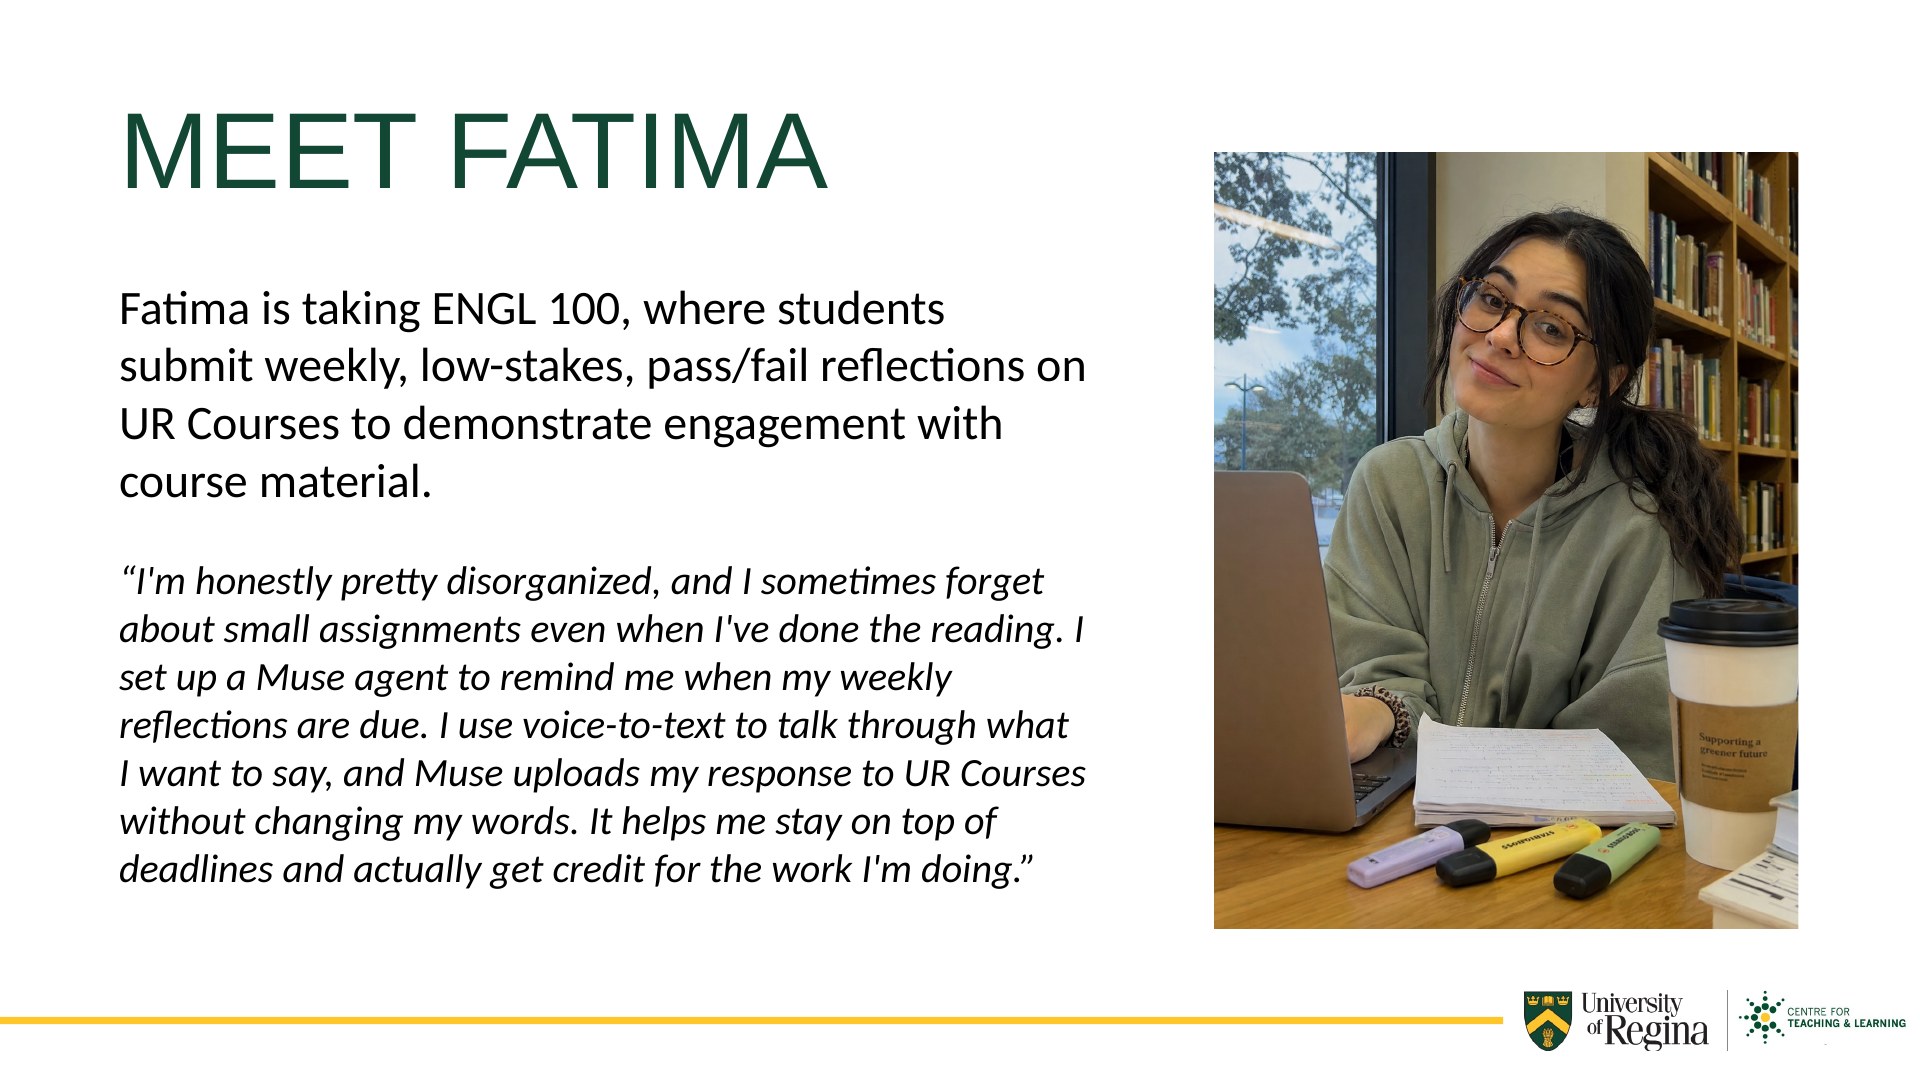 MEET FATIMA
Fatima is taking ENGL 100, where students
submit weekly, low-stakes, pass/fail reflections on
UR Courses to demonstrate engagement with
course material.
“I'm honestly pretty disorganized, and I sometimes forget
about small assignments even when I've done the reading. I
set up a Muse agent to remind me when my weekly
reflections are due. I use voice-to-text to talk through what
I want to say, and Muse uploads my response to UR Courses
without changing my words. It helps me stay on top of
deadlines and actually get credit for the work I'm doing.”
Supporting a
greener future
University
of Regina
CENTRE FOR
TEACHING & LEARNING